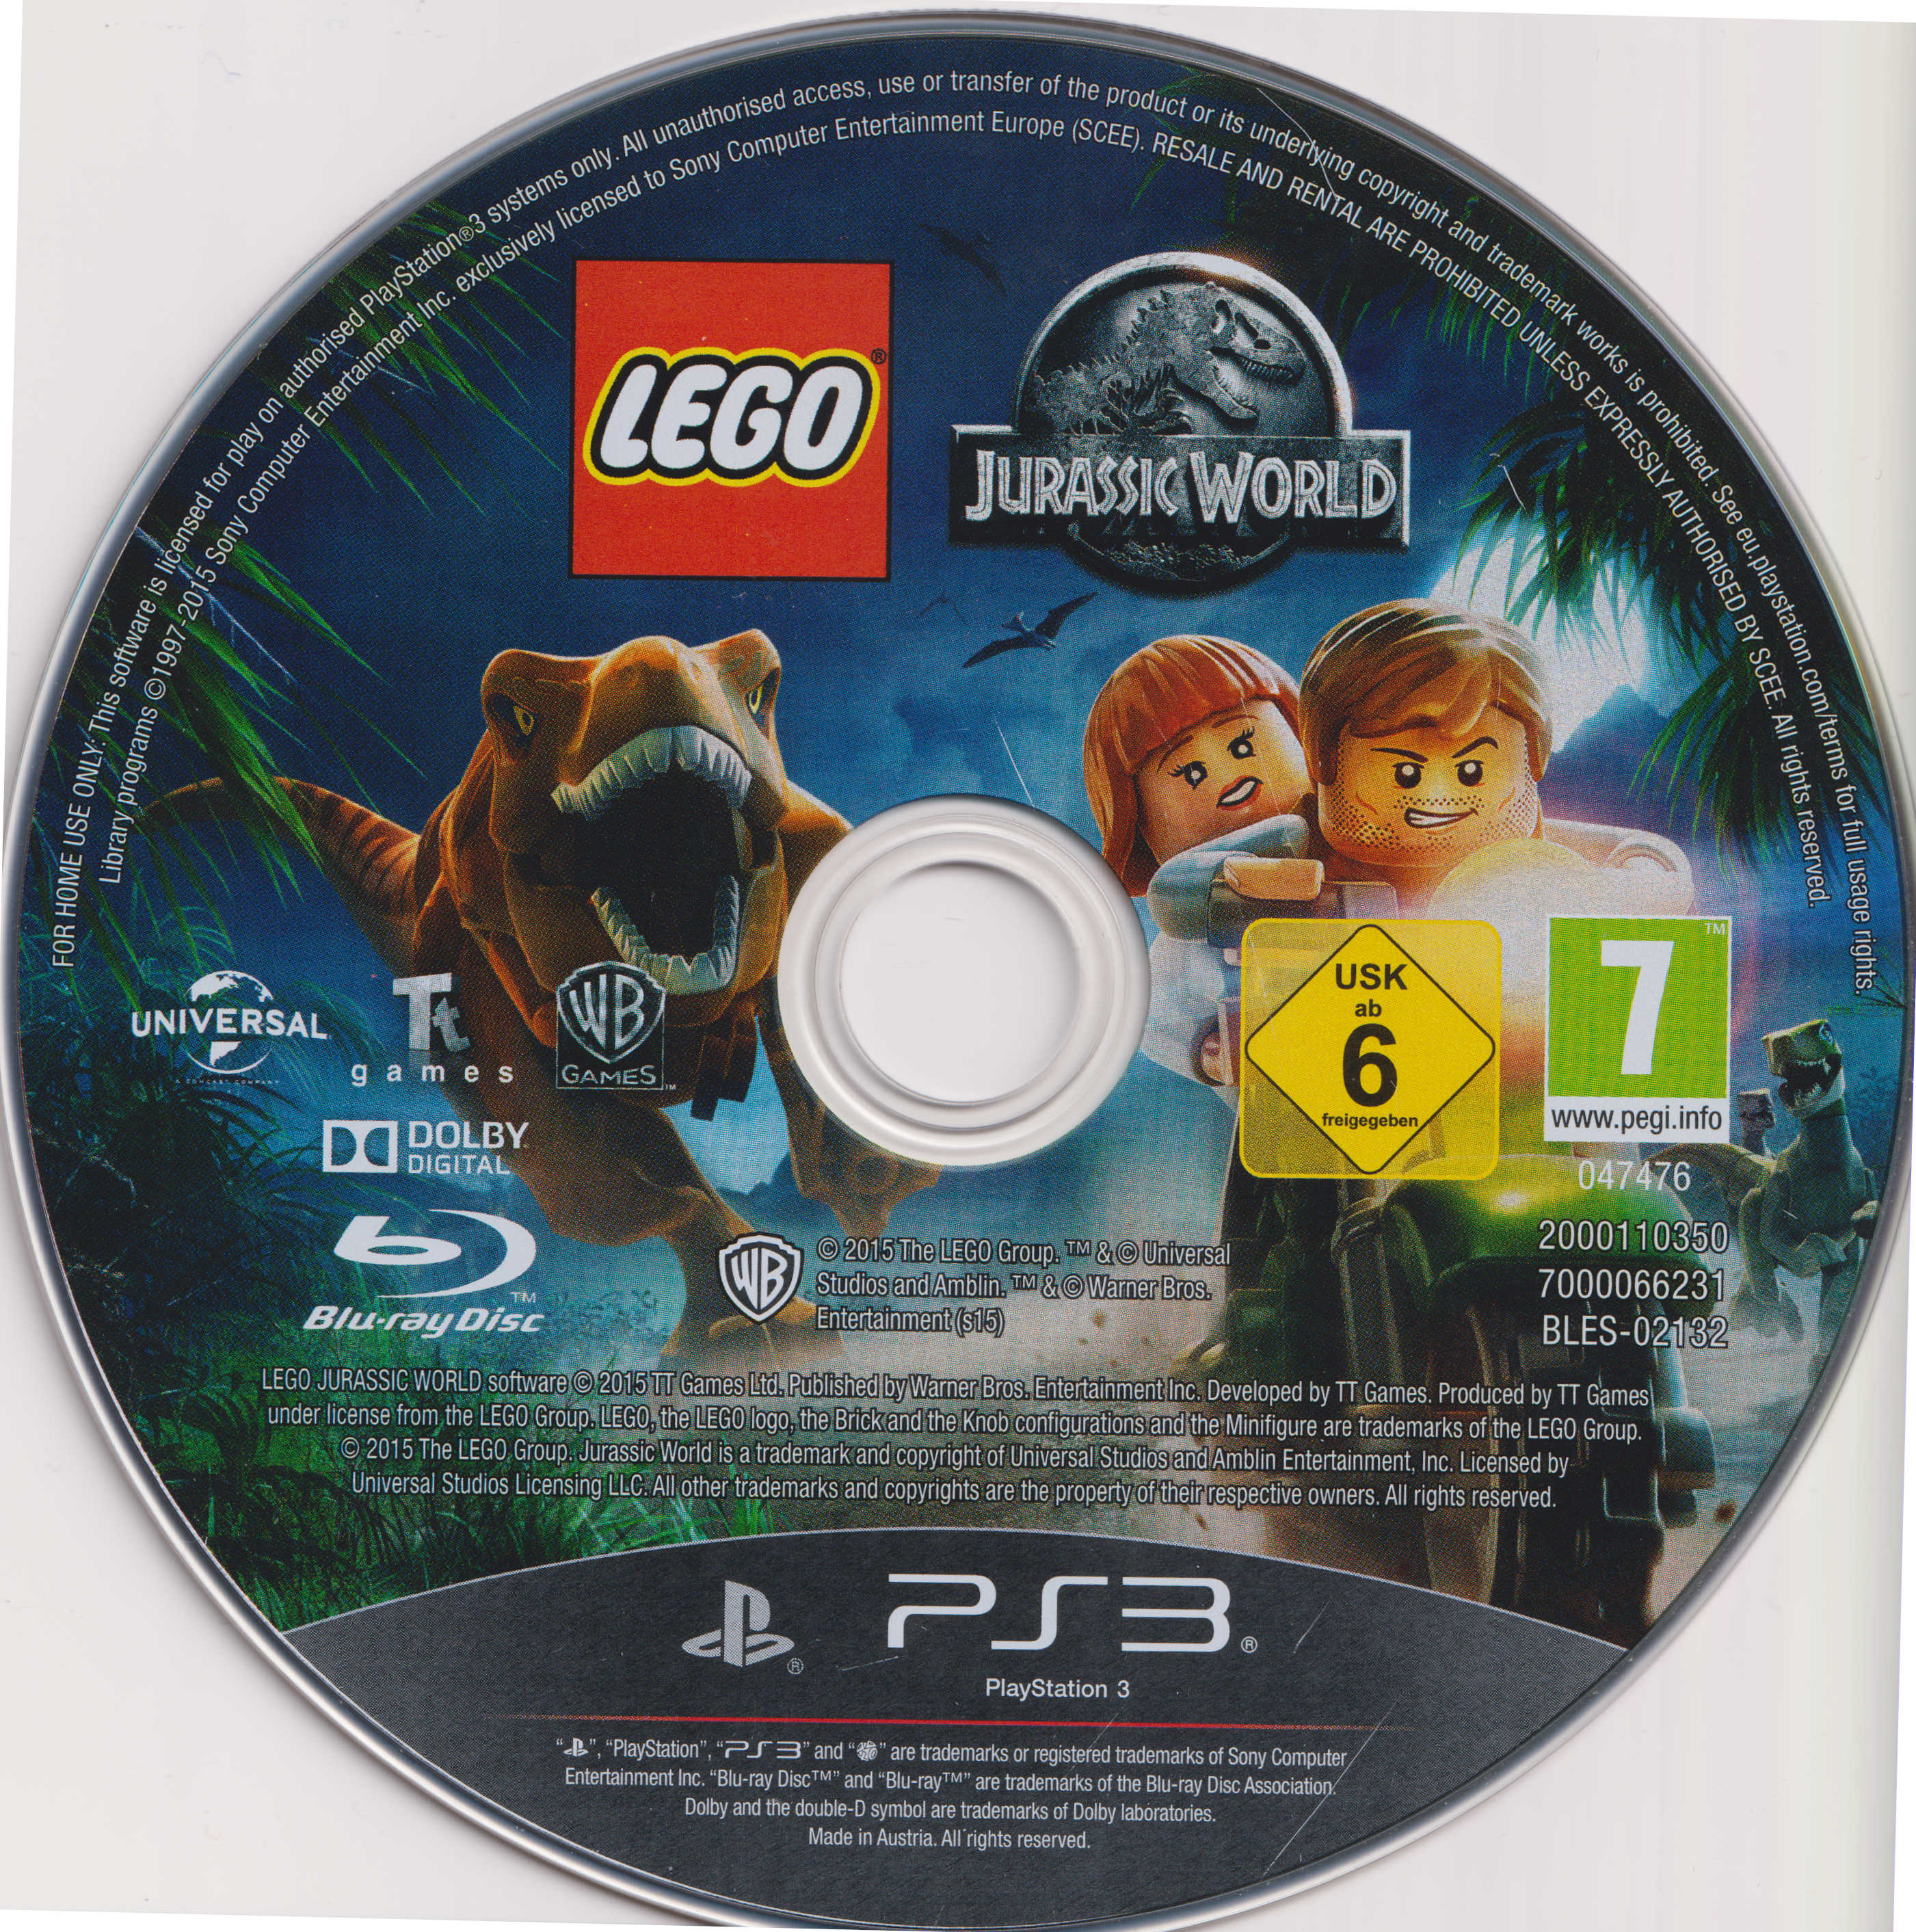 FOR HOME USE ONLY: This software is licensed for play on authorised PlayStation®3 systems only. All unauthorised access, use or transfer of the product or its underlying copyright and trademark works is prohibited. See eu.playstation.com/terms for full usage rights.
Library programs ©1997-2015 Sony Computer Entertainment Inc. exclusively licensed to Sony Computer Entertainment Europe (SCEE). RESALE AND RENTAL ARE PROHIBITED UNLESS EXPRESSLY AUTHORISED BY SCEE. All rights reserved.
LEGO®
JURASSIC WORLD
UNIVERSAL
A COMCAST COMPANY
Tt
games
WB
GAMES™
USK
ab
6
freigegeben
7™
www.pegi.info
DOLBY
DIGITAL
047476
2000110350
7000066231
BLES-02132
Blu-ray Disc™
WB
© 2015 The LEGO Group. ™ & © Universal
Studios and Amblin. ™ & © Warner Bros.
Entertainment (s15)
LEGO JURASSIC WORLD software © 2015 TT Games Ltd. Published by Warner Bros. Entertainment Inc. Developed by TT Games. Produced by TT Games
under license from the LEGO Group. LEGO, the LEGO logo, the Brick and the Knob configurations and the Minifigure are trademarks of the LEGO Group.
© 2015 The LEGO Group. Jurassic World is a trademark and copyright of Universal Studios and Amblin Entertainment, Inc. Licensed by
Universal Studios Licensing LLC. All other trademarks and copyrights are the property of their respective owners. All rights reserved.
® PS3®
PlayStation 3
“”, “PlayStation”, “PS3” and “” are trademarks or registered trademarks of Sony Computer
Entertainment Inc. “Blu-ray Disc™” and “Blu-ray™” are trademarks of the Blu-ray Disc Association.
Dolby and the double-D symbol are trademarks of Dolby laboratories.
Made in Austria. All rights reserved.